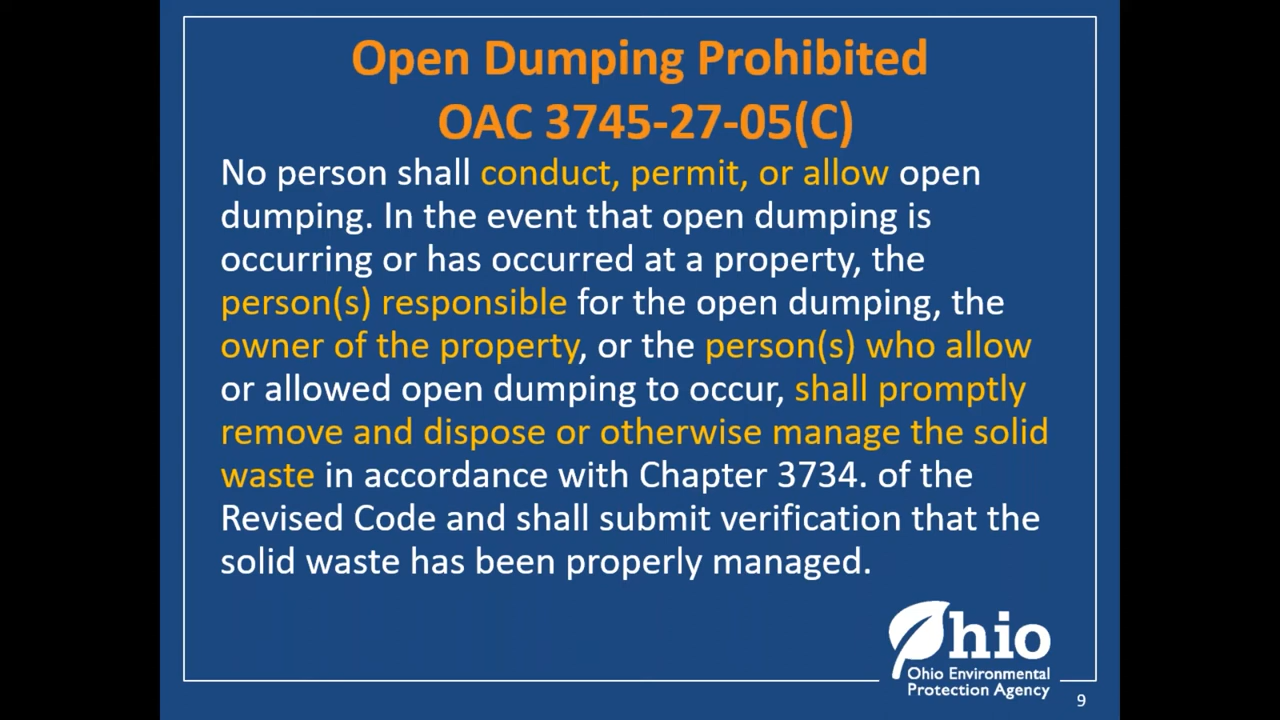 Open Dumping Prohibited
OAC 3745-27-05(C)
No person shall conduct, permit, or allow open
dumping. In the event that open dumping is
occurring or has occurred at a property, the
person(s) responsible for the open dumping, the
owner of the property, or the person(s) who allow
or allowed open dumping to occur, shall promptly
remove and dispose or otherwise manage the solid
waste in accordance with Chapter 3734. of the
Revised Code and shall submit verification that the
solid waste has been properly managed.
Ohio
Ohio Environmental
Protection Agency
9